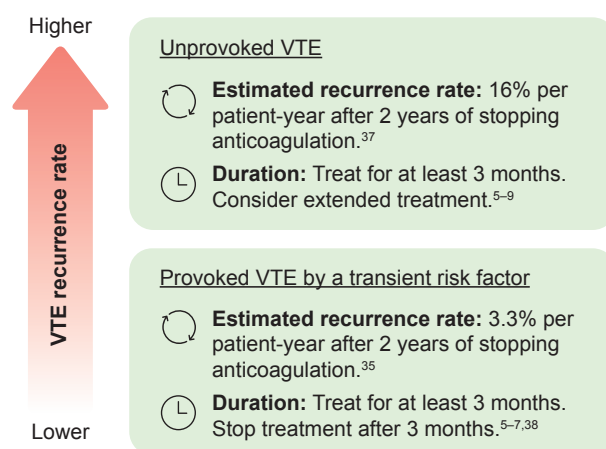 Higher
VTE recurrence rate
Lower
Unprovoked VTE
Estimated recurrence rate: 16% per
patient-year after 2 years of stopping
anticoagulation.37
Duration: Treat for at least 3 months.
Consider extended treatment.5–9
Provoked VTE by a transient risk factor
Estimated recurrence rate: 3.3% per
patient-year after 2 years of stopping
anticoagulation.35
Duration: Treat for at least 3 months.
Stop treatment after 3 months.5–7,38